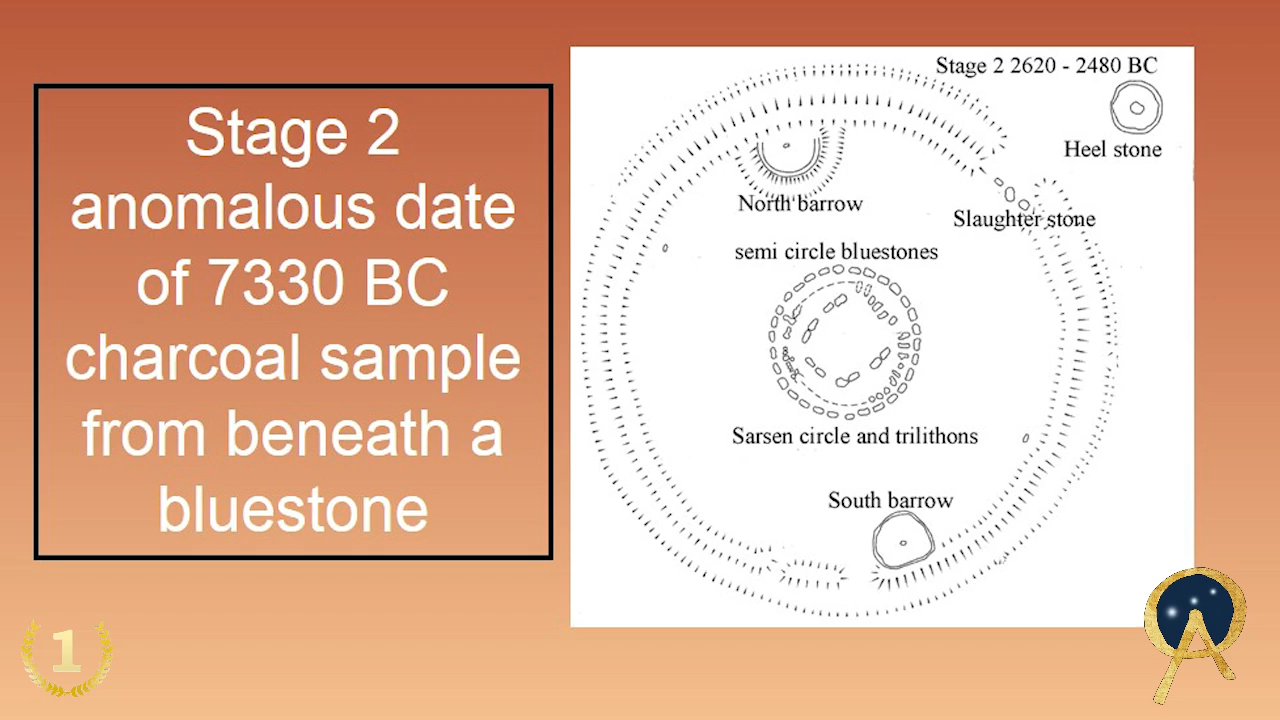 Stage 2
anomalous date
of 7330 BC
charcoal sample
from beneath a
bluestone
Stage 2 2620 - 2480 BC
Heel stone
North barrow
Slaughter stone
semi circle bluestones
Sarsen circle and trilithons
South barrow
1